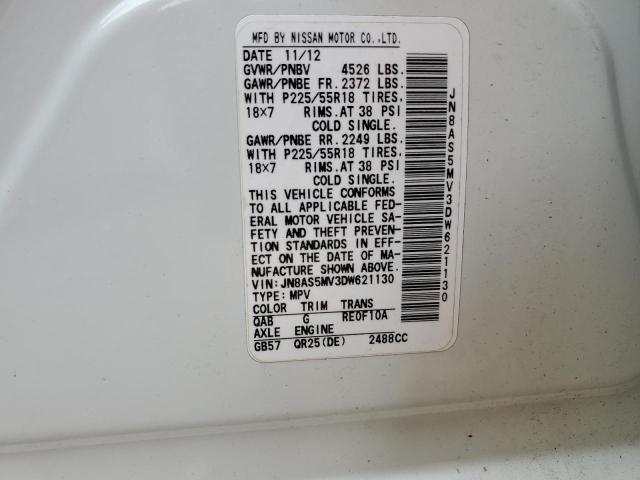 MFD BY NISSAN MOTOR CO.,LTD.
DATE 11/12
GVWR/PNBV 4526 LBS.
GAWR/PNBE FR.2372 LBS.
WITH P225/55R18 TIRES,
18×7 RIMS.AT 38 PSI
COLD SINGLE.
GAWR/PNBE RR.2249 LBS.
WITH P225/55R18 TIRES,
18×7 RIMS.AT 38 PSI
COLD SINGLE.
THIS VEHICLE CONFORMS
TO ALL APPLICABLE FED-
ERAL MOTOR VEHICLE SA-
FETY AND THEFT PREVEN-
TION STANDARDS IN EFF-
ECT ON THE DATE OF MA-
NUFACTURE SHOWN ABOVE.
VIN:JN8AS5MV3DW621130
TYPE:MPV
COLOR TRIM TRANS
QAB G RE0F10A
AXLE ENGINE
GB57 QR25(DE) 2488CC
JN8AS5MV3DW621130